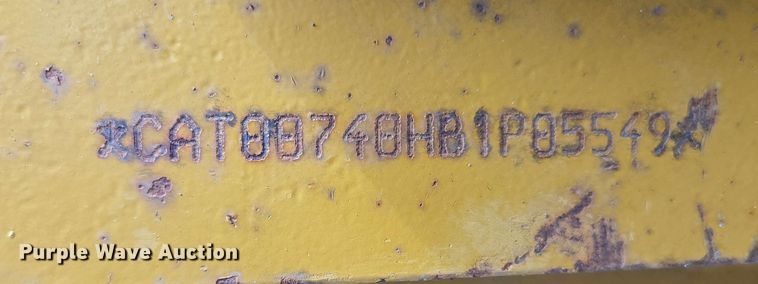 *CAT00740HB1P05549*
Purple Wave Auction